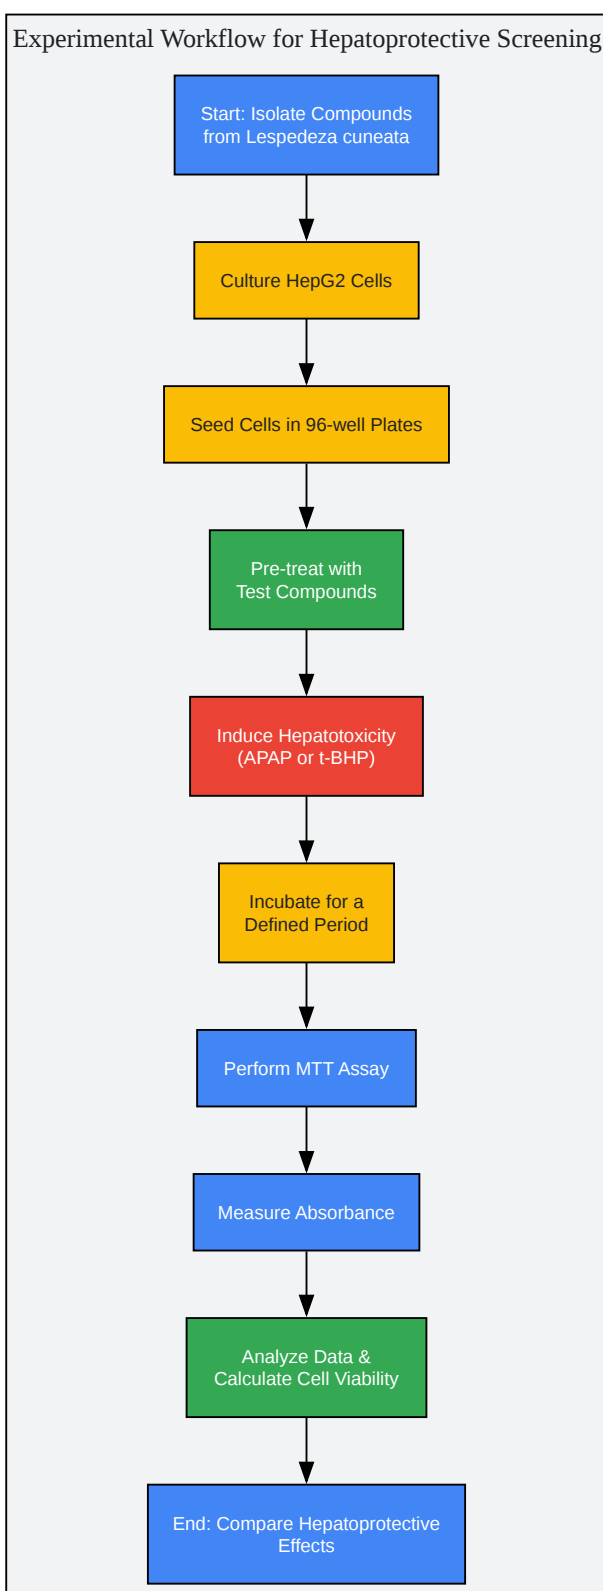 Experimental Workflow for Hepatoprotective Screening
Start: Isolate Compounds
from Lespedeza cuneata
Culture HepG2 Cells
Seed Cells in 96-well Plates
Pre-treat with
Test Compounds
Induce Hepatotoxicity
(APAP or t-BHP)
Incubate for a
Defined Period
Perform MTT Assay
Measure Absorbance
Analyze Data &
Calculate Cell Viability
End: Compare Hepatoprotective
Effects